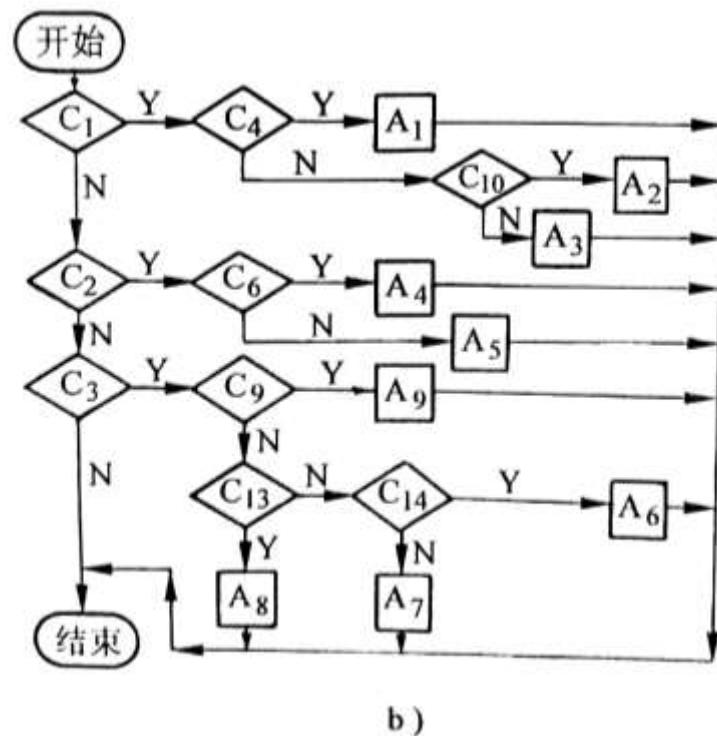 开始
C1 Y C4 Y A1
N N C10 Y A2
N A3
C2 Y C6 Y A4
N N A5
C3 Y C9 Y A9
N N
C13 N C14 Y A6
Y N
A8 A7
结束
b)